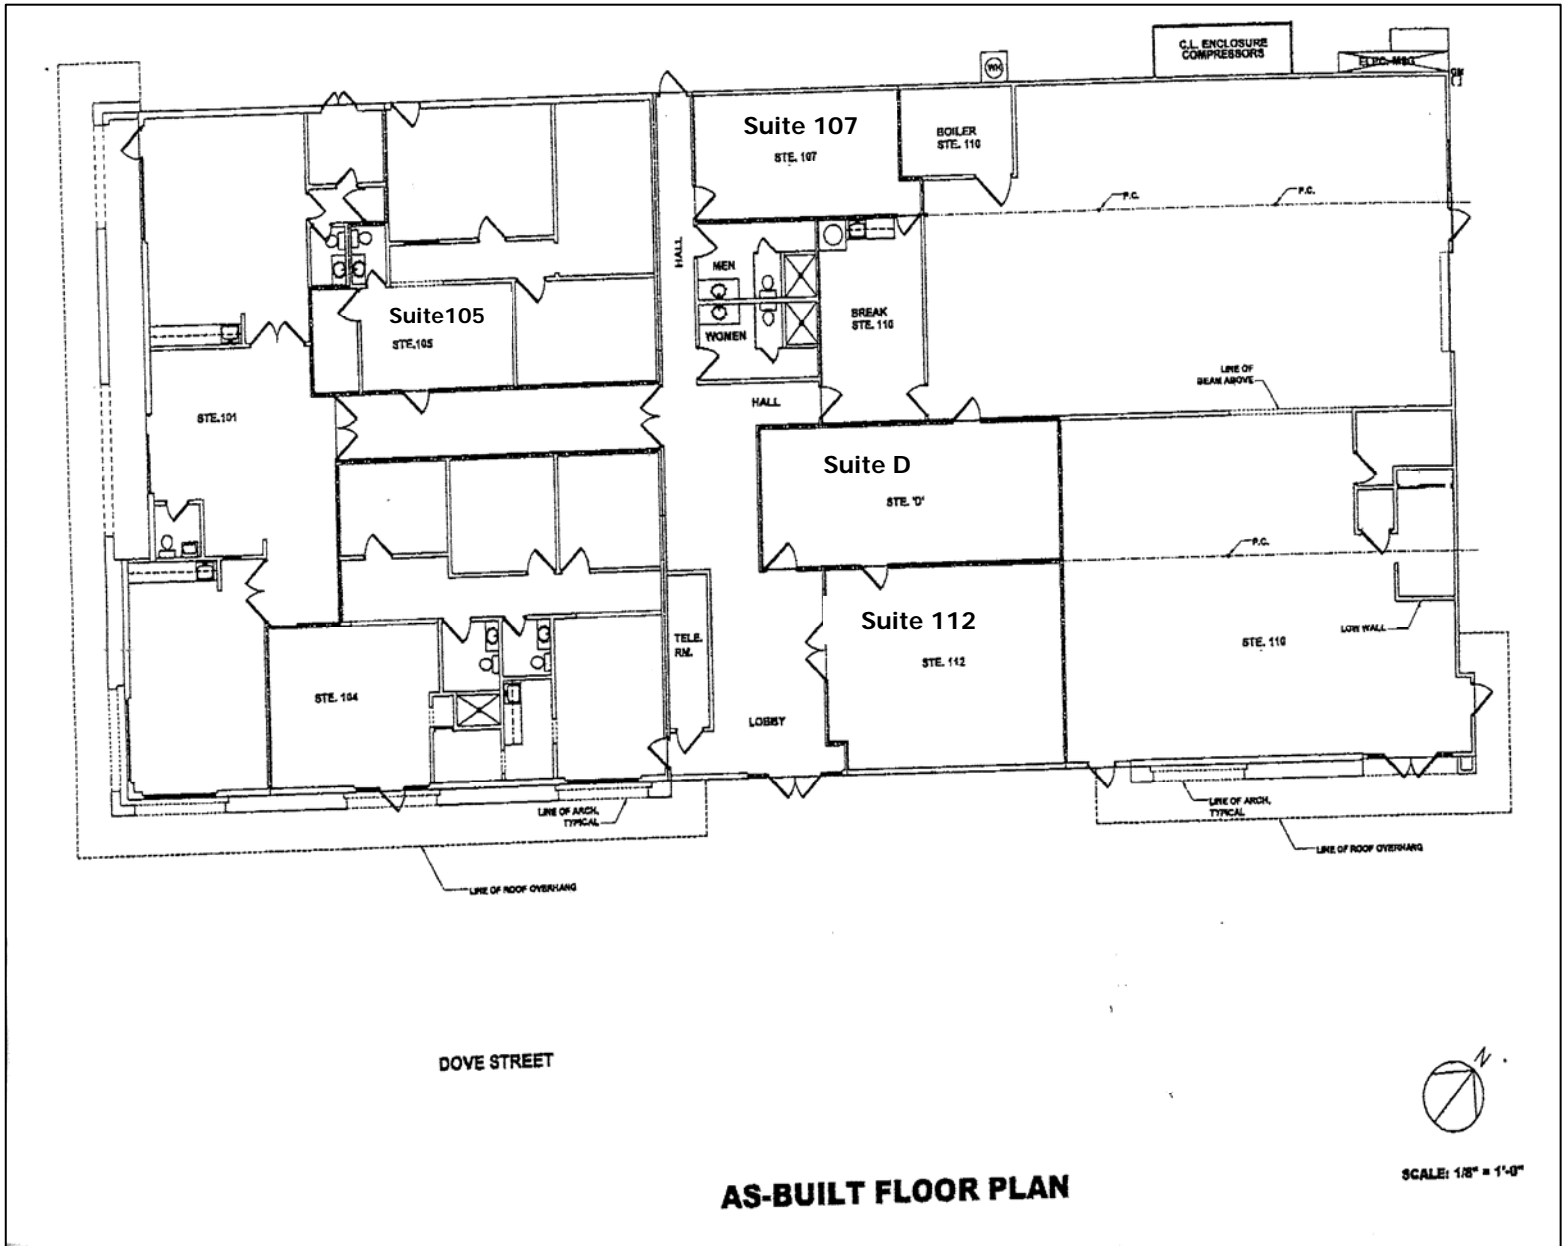 C.L. ENCLOSURE
COMPRESSORS
ELEC. MSG
WH
Suite 107
STE. 107
BOILER
STE. 110
P.C.
P.C.
HALL
MEN
WOMEN
BREAK
STE. 110
Suite105
STE.105
LINE OF
BEAM ABOVE
HALL
STE.101
Suite D
STE. 'D'
P.C.
Suite 112
STE. 112
TELE.
RM.
LOW WALL
STE. 110
STE. 104
LOBBY
LINE OF ARCH,
TYPICAL
LINE OF ARCH,
TYPICAL
LINE OF ROOF OVERHANG
LINE OF ROOF OVERHANG
DOVE STREET
N
SCALE: 1/8" = 1'-0"
AS-BUILT FLOOR PLAN